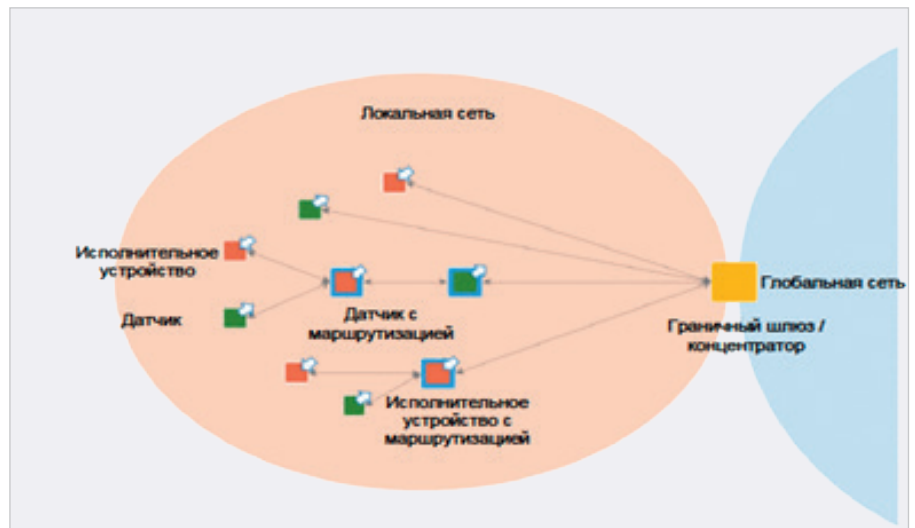 Локальная сеть
Исполнительное
устройство
Датчик
Датчик с
маршрутизацией
Глобальная сеть
Граничный шлюз /
концентратор
Исполнительное
устройство с
маршрутизацией